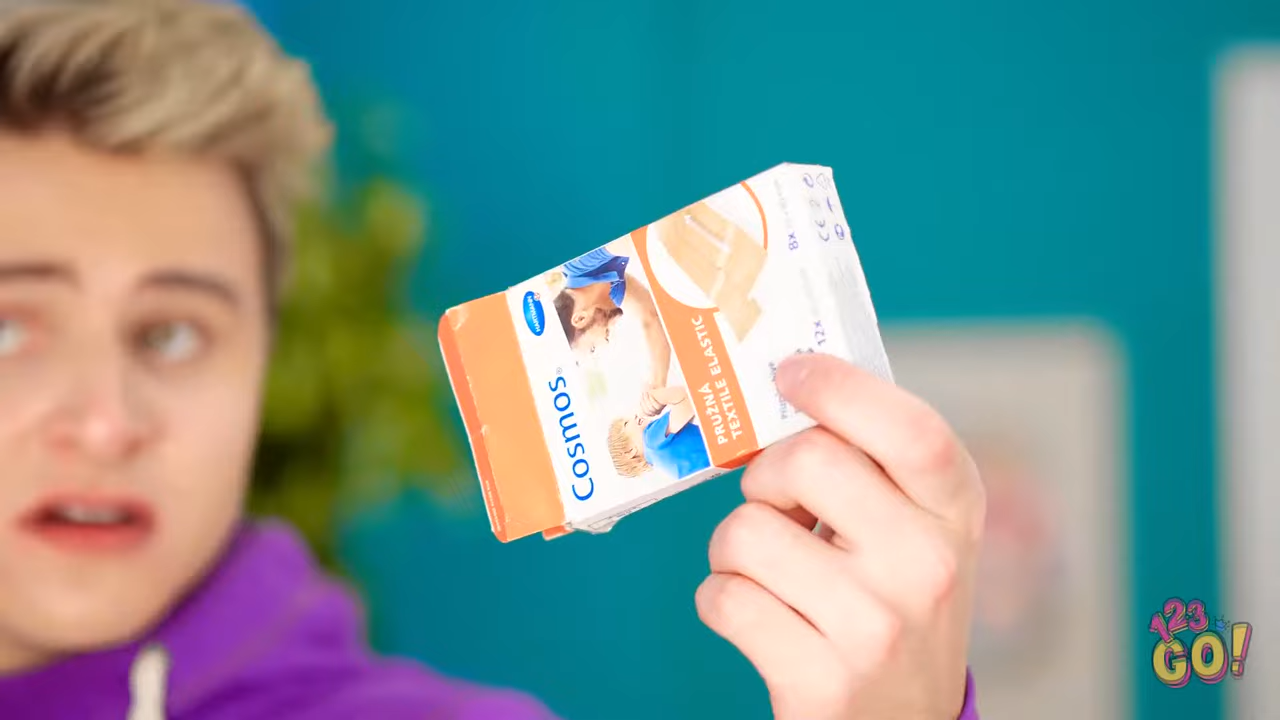 HARTMANN
Cosmos®
PRUŽNÁ
TEXTILE ELASTIC
8x
12x
CE
123
GO!